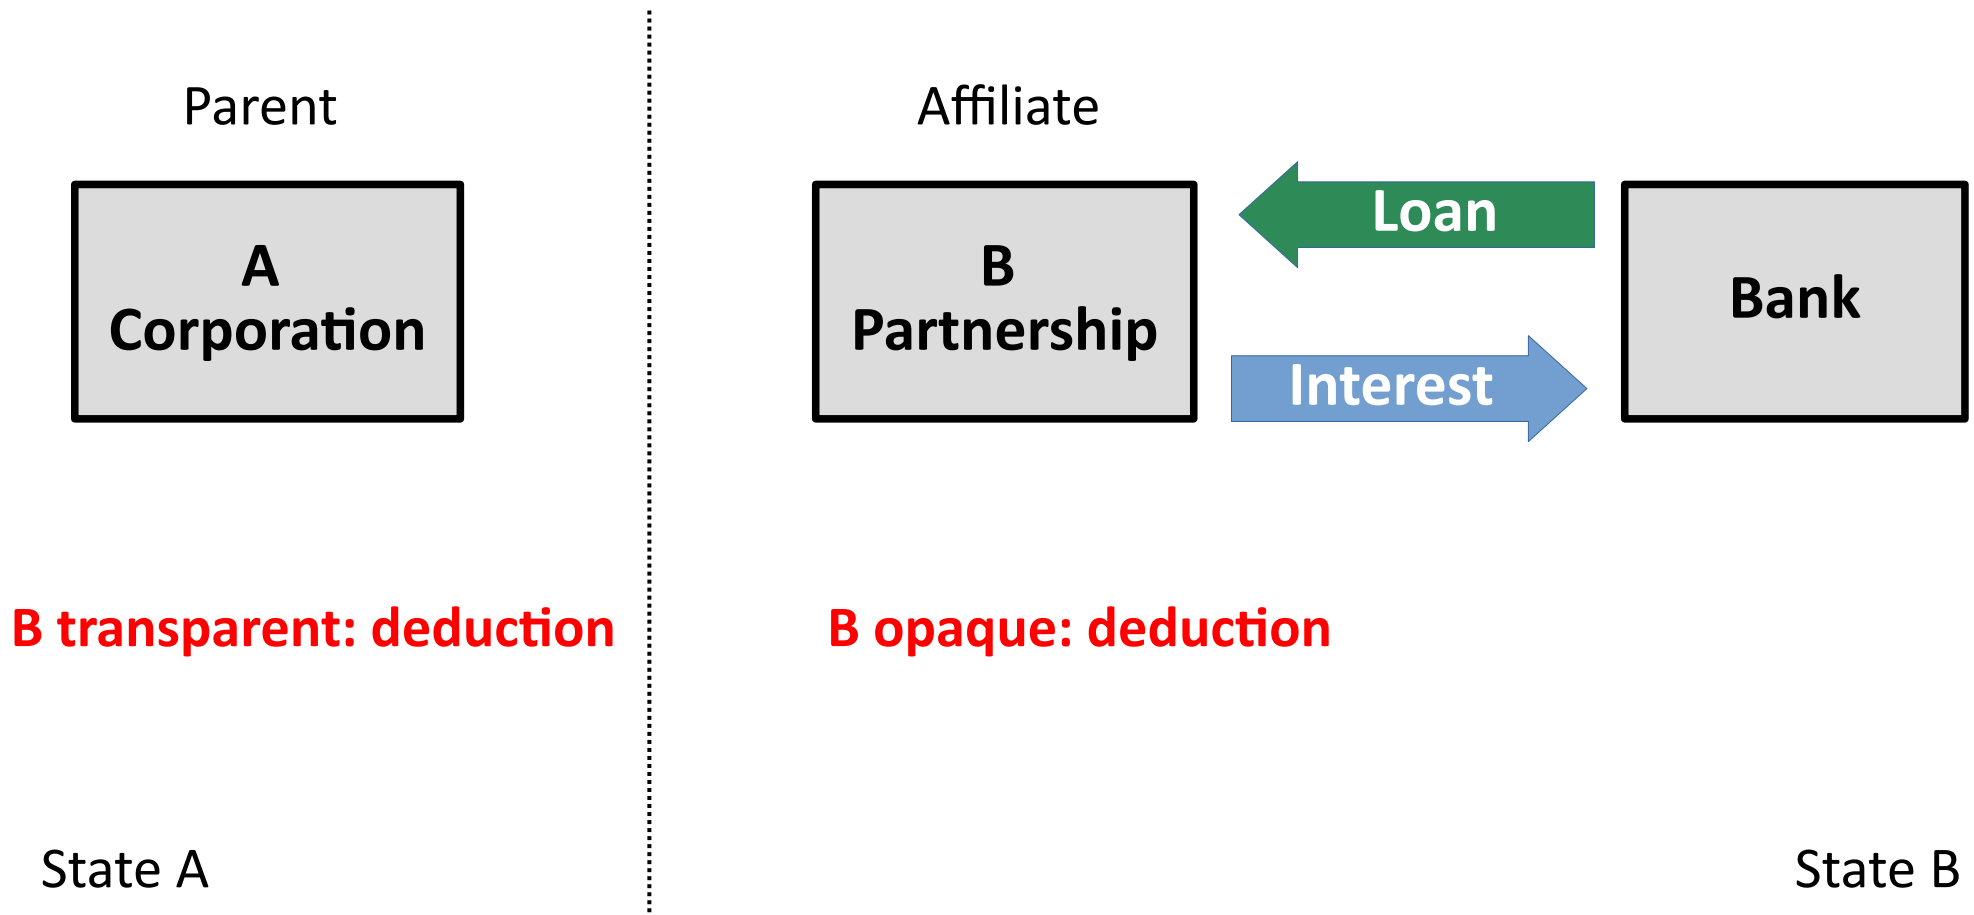 Parent
Affiliate
A
Corporation
B
Partnership
Loan
Interest
Bank
B transparent: deduction
B opaque: deduction
State A
State B